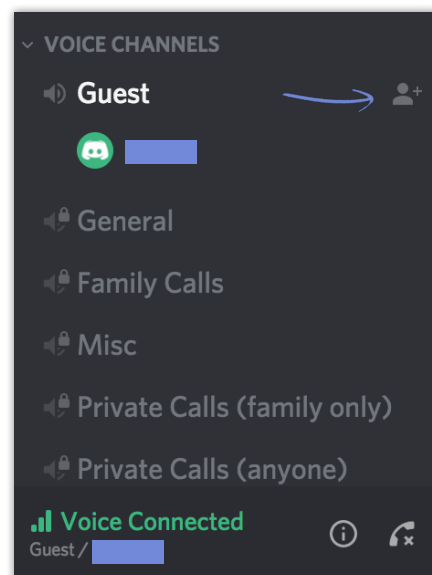 VOICE CHANNELS
Guest
General
Family Calls
Misc
Private Calls (family only)
Private Calls (anyone)
Voice Connected
Guest /